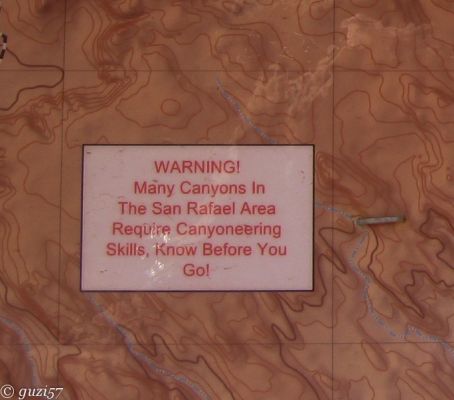 WARNING!
Many Canyons In
The San Rafael Area
Require Canyoneering
Skills, Know Before You
Go!
© guzi57